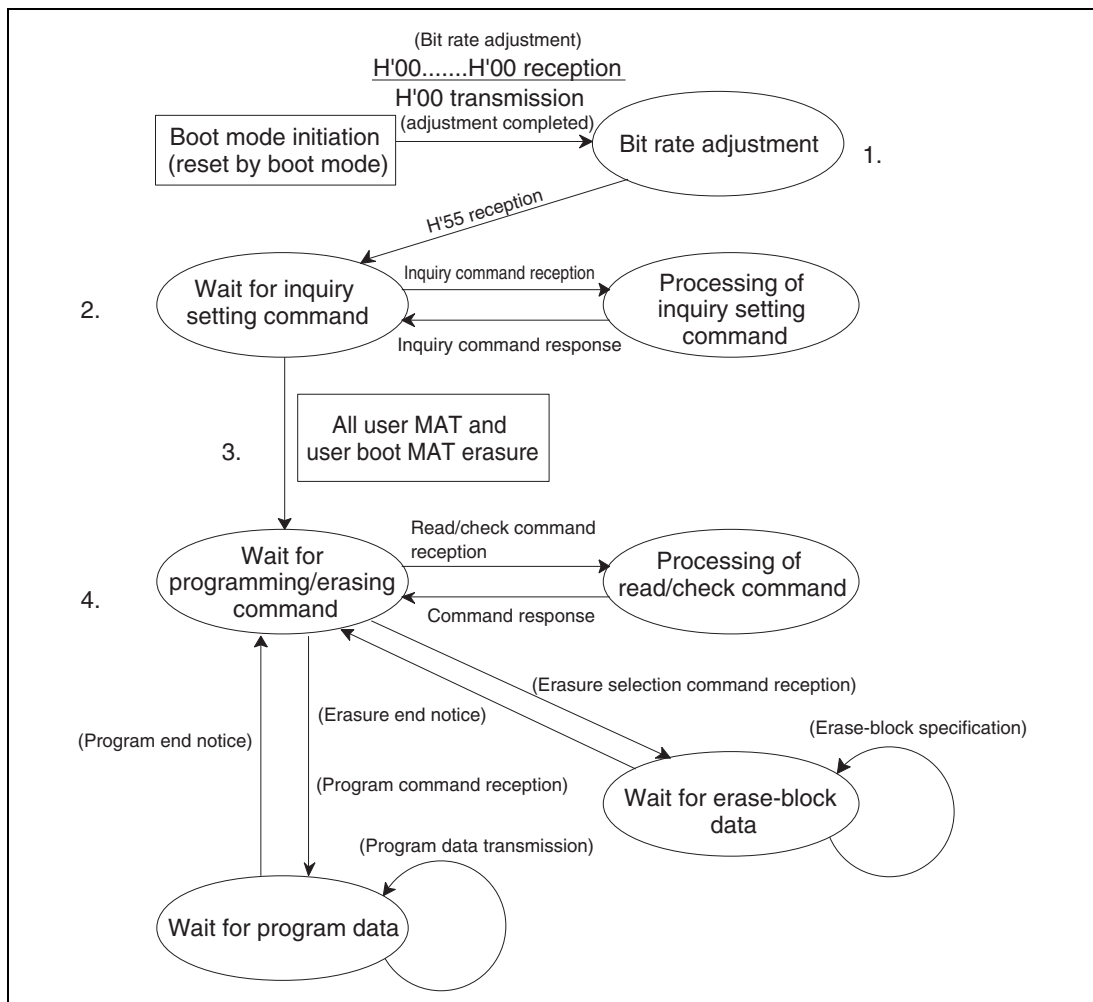 (Bit rate adjustment)
H'00.......H'00 reception
H'00 transmission
(adjustment completed)
Boot mode initiation
(reset by boot mode)
Bit rate adjustment
1.
H'55 reception
2.
Wait for inquiry
setting command
Inquiry command reception
Inquiry command response
Processing of
inquiry setting
command
3.
All user MAT and
user boot MAT erasure
4.
Wait for
programming/erasing
command
Read/check command
reception
Command response
Processing of
read/check command
(Erasure selection command reception)
(Program end notice)
(Erasure end notice)
(Erase-block specification)
(Program command reception)
Wait for erase-block
data
(Program data transmission)
Wait for program data